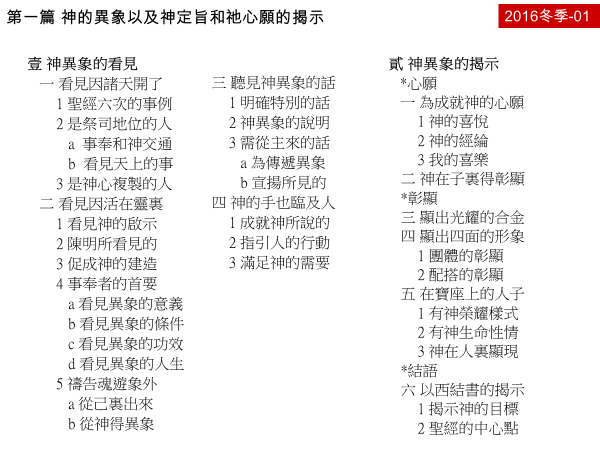 第一篇 神的異象以及神定旨和祂心願的揭示
2016冬季-01
壹 神異象的看見
一 看見因諸天開了
1 聖經六次的事例
2 是祭司地位的人
a 事奉和神交通
b 看見天上的事
3 是神心複製的人
二 看見因活在靈裏
1 看見神的啟示
2 陳明所看見的
3 促成神的建造
4 事奉者的首要
a 看見異象的意義
b 看見異象的條件
c 看見異象的功效
d 看見異象的人生
5 禱告魂遊象外
a 從己裏出來
b 從神得異象
三 聽見神異象的話
1 明確特別的話
2 神異象的說明
3 需從主來的話
a 為傳遞異象
b 宣揚所見的
四 神的手也臨及人
1 成就神所說的
2 指引人的行動
3 滿足神的需要
貳 神異象的揭示
*心願
一 為成就神的心願
1 神的喜悅
2 神的經綸
3 我的喜樂
二 神在子裏得彰顯
*彰顯
三 顯出光耀的合金
四 顯出四面的形象
1 團體的彰顯
2 配搭的彰顯
五 在寶座上的人子
1 有神榮耀樣式
2 有神生命性情
3 神在人裏顯現
*結語
六 以西結書的揭示
1 揭示神的目標
2 聖經的中心點